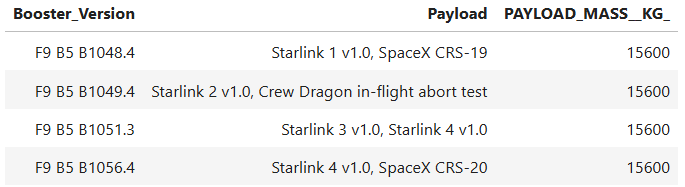 Booster_Version Payload PAYLOAD_MASS__KG_
F9 B5 B1048.4 Starlink 1 v1.0, SpaceX CRS-19 15600
F9 B5 B1049.4 Starlink 2 v1.0, Crew Dragon in-flight abort test 15600
F9 B5 B1051.3 Starlink 3 v1.0, Starlink 4 v1.0 15600
F9 B5 B1056.4 Starlink 4 v1.0, SpaceX CRS-20 15600